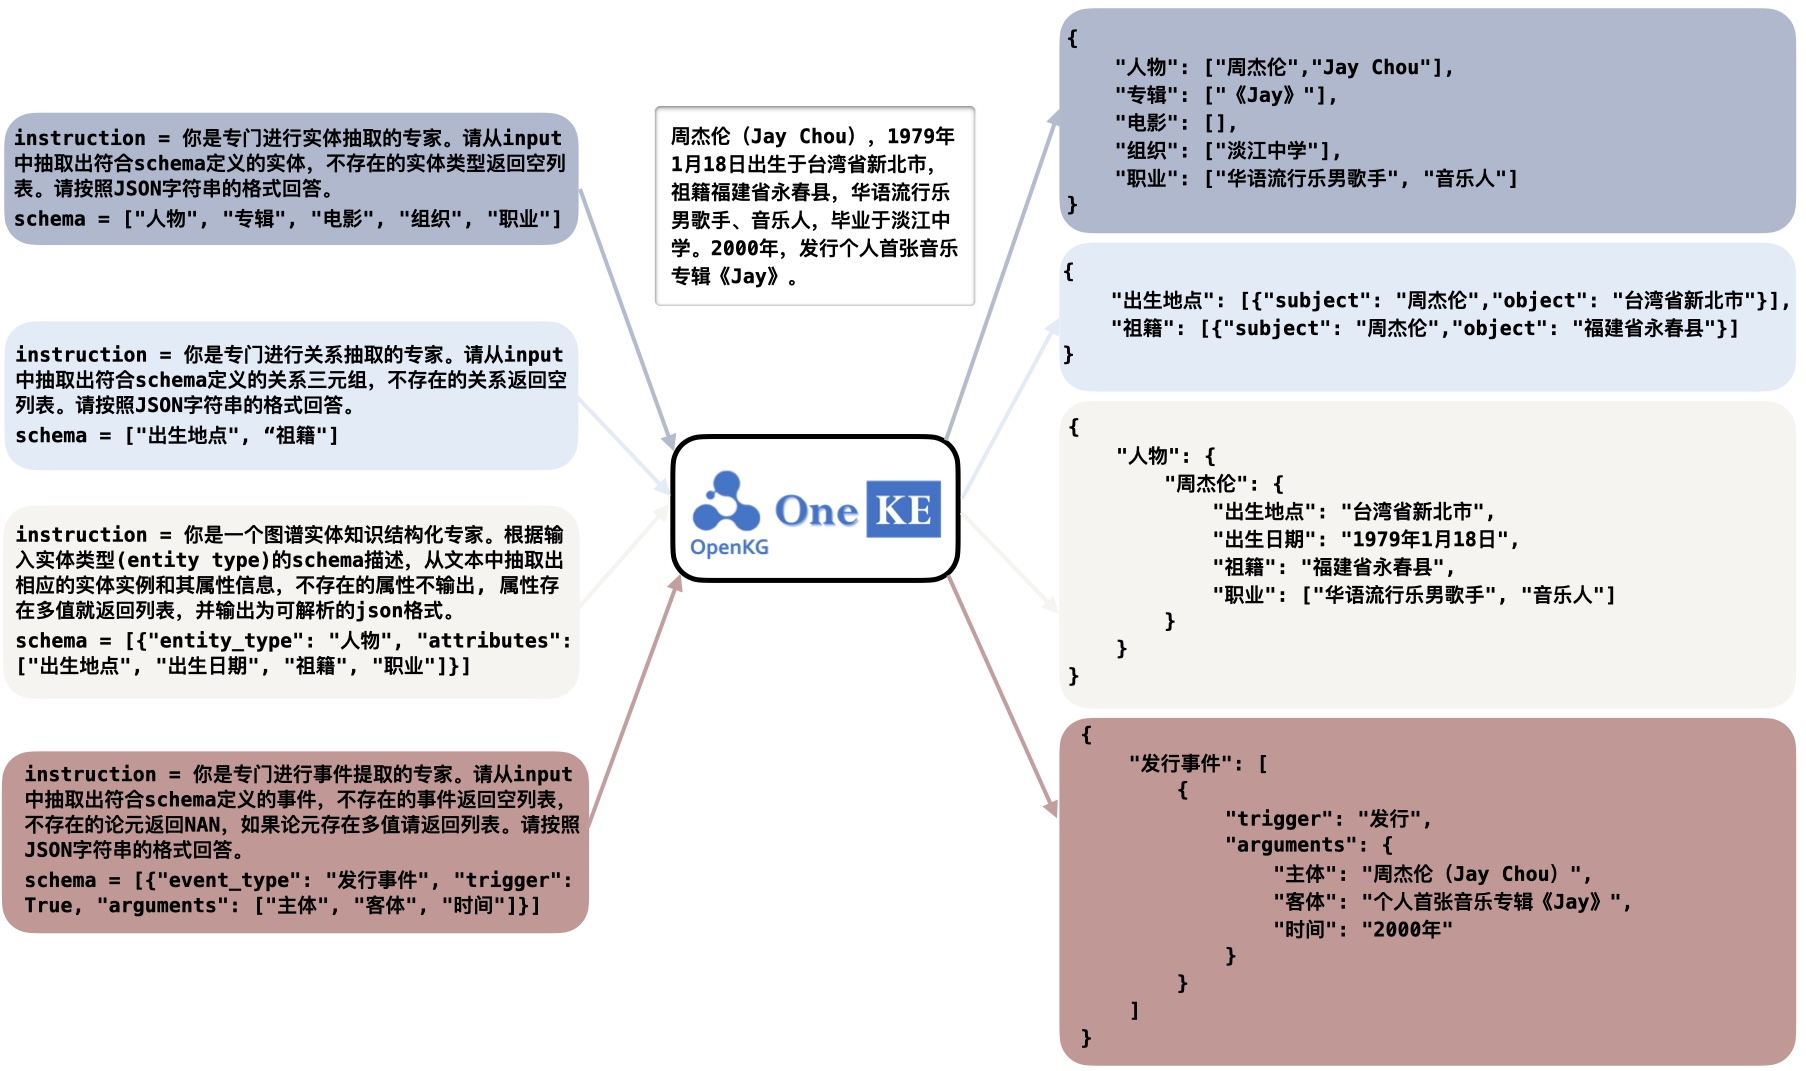 instruction = 你是专门进行实体抽取的专家。请从input
中抽取出符合schema定义的实体，不存在的实体类型返回空列
表。请按照JSON字符串的格式回答。
schema = ["人物", "专辑", "电影", "组织", "职业"]
instruction = 你是专门进行关系抽取的专家。请从input
中抽取出符合schema定义的关系三元组，不存在的关系返回空
列表。请按照JSON字符串的格式回答。
schema = ["出生地点", “祖籍"]
instruction = 你是一个图谱实体知识结构化专家。根据输
入实体类型(entity type)的schema描述，从文本中抽取出
相应的实体实例和其属性信息，不存在的属性不输出, 属性存
在多值就返回列表，并输出为可解析的json格式。
schema = [{"entity_type": "人物", "attributes":
["出生地点", "出生日期", "祖籍", "职业"]}]
instruction = 你是专门进行事件提取的专家。请从input
中抽取出符合schema定义的事件，不存在的事件返回空列表，
不存在的论元返回NAN，如果论元存在多值请返回列表。请按照
JSON字符串的格式回答。
schema = [{"event_type": "发行事件", "trigger":
True, "arguments": ["主体", "客体", "时间"]}]
周杰伦（Jay Chou），1979年
1月18日出生于台湾省新北市，
祖籍福建省永春县，华语流行乐
男歌手、音乐人，毕业于淡江中
学。2000年，发行个人首张音乐
专辑《Jay》。
OpenKG
One KE
{
"人物": ["周杰伦","Jay Chou"],
"专辑": ["《Jay》"],
"电影": [],
"组织": ["淡江中学"],
"职业": ["华语流行乐男歌手", "音乐人"]
}
{
"出生地点": [{"subject": "周杰伦","object": "台湾省新北市"}],
"祖籍": [{"subject": "周杰伦","object": "福建省永春县"}]
}
{
"人物": {
"周杰伦": {
"出生地点": "台湾省新北市",
"出生日期": "1979年1月18日",
"祖籍": "福建省永春县",
"职业": ["华语流行乐男歌手", "音乐人"]
}
}
}
{
"发行事件": [
{
"trigger": "发行",
"arguments": {
"主体": "周杰伦（Jay Chou）",
"客体": "个人首张音乐专辑《Jay》",
"时间": "2000年"
}
}
]
}